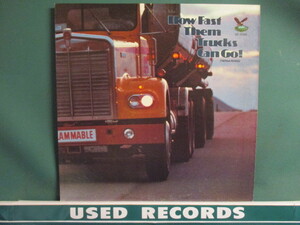 How Fast
Them
Trucks
Can Go!
AMMABLE
USED RECORDS